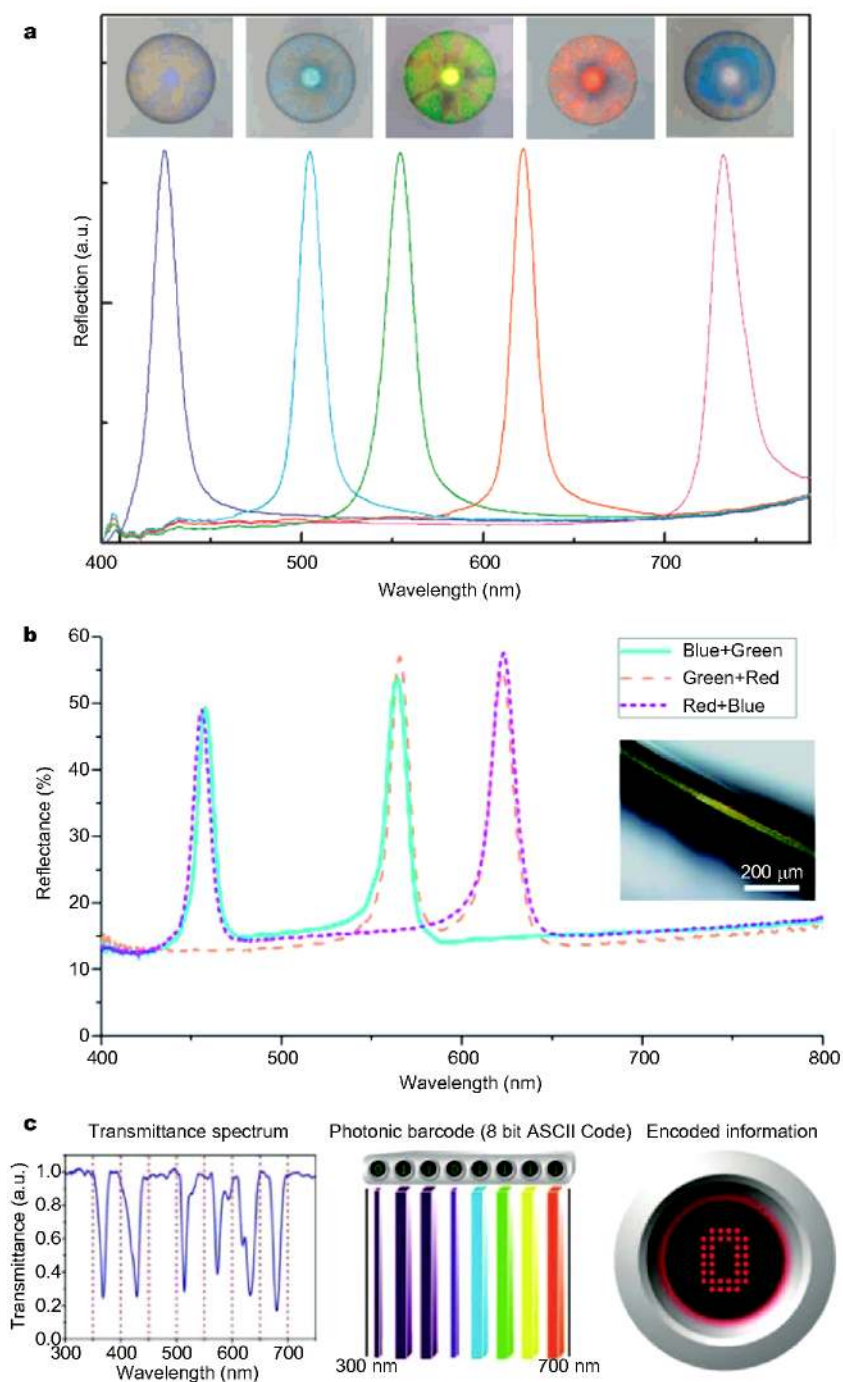 a
Reflection (a.u.)
400 500 600 700
Wavelength (nm)
b
60
50
40
30
20
10
0
Reflectance (%)
Blue+Green
Green+Red
Red+Blue
200 μm
400 500 600 700 800
Wavelength (nm)
c
Transmittance spectrum Photonic barcode (8 bit ASCII Code) Encoded information
1.0
0.8
0.6
0.4
0.2
0.0
Transmittance (a.u.)
300 400 500 600 700
Wavelength (nm)
300 nm 700 nm
0